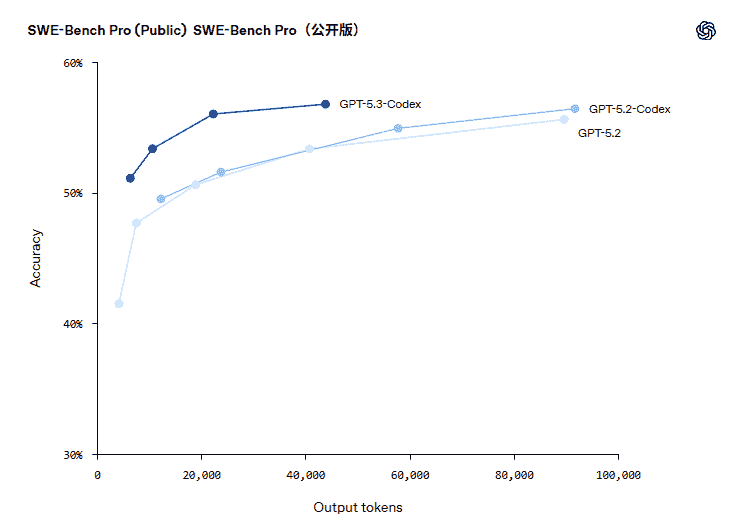 SWE-Bench Pro (Public) SWE-Bench Pro（公开版）
60%
50%
40%
30%
Accuracy
GPT-5.3-Codex
GPT-5.2-Codex
GPT-5.2
0
20,000
40,000
60,000
80,000
100,000
Output tokens